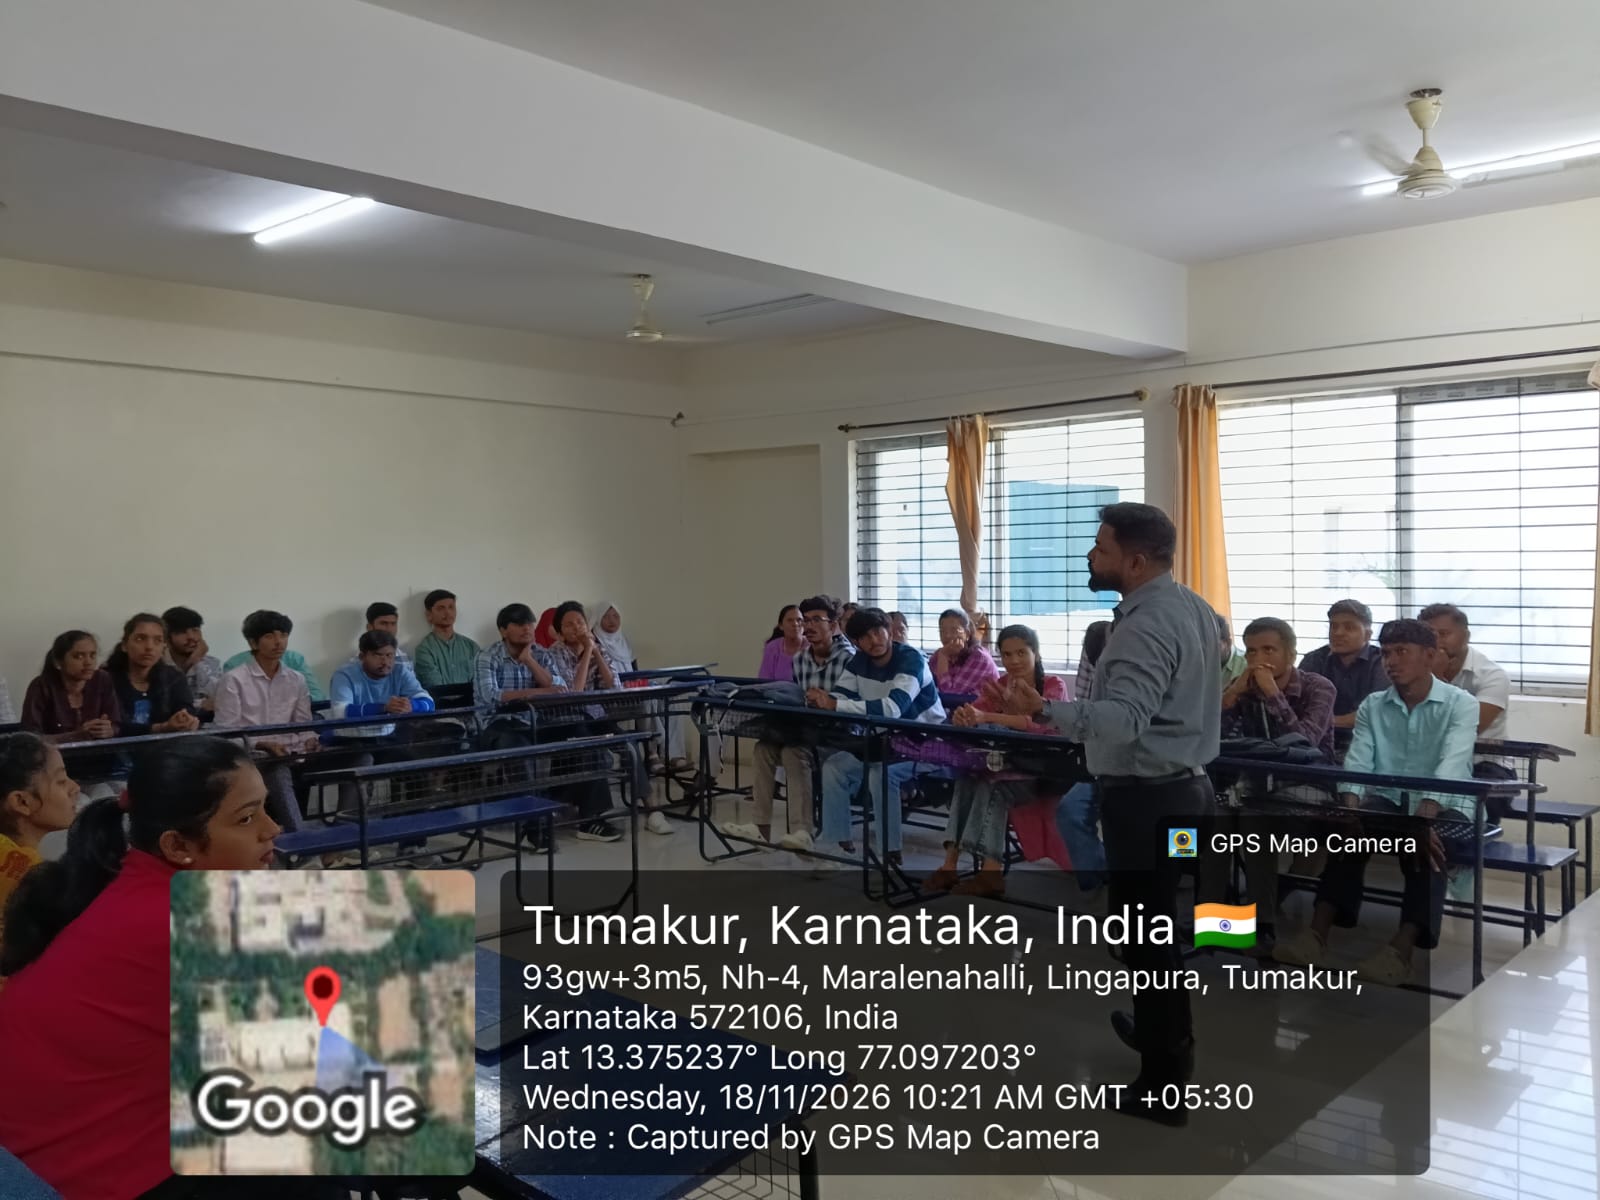 GPS Map Camera
Tumakur, Karnataka, India 🇮🇳
93gw+3m5, Nh-4, Maralenahalli, Lingapura, Tumakur,
Karnataka 572106, India
Lat 13.375237° Long 77.097203°
Wednesday, 18/11/2026 10:21 AM GMT +05:30
Note : Captured by GPS Map Camera
Google